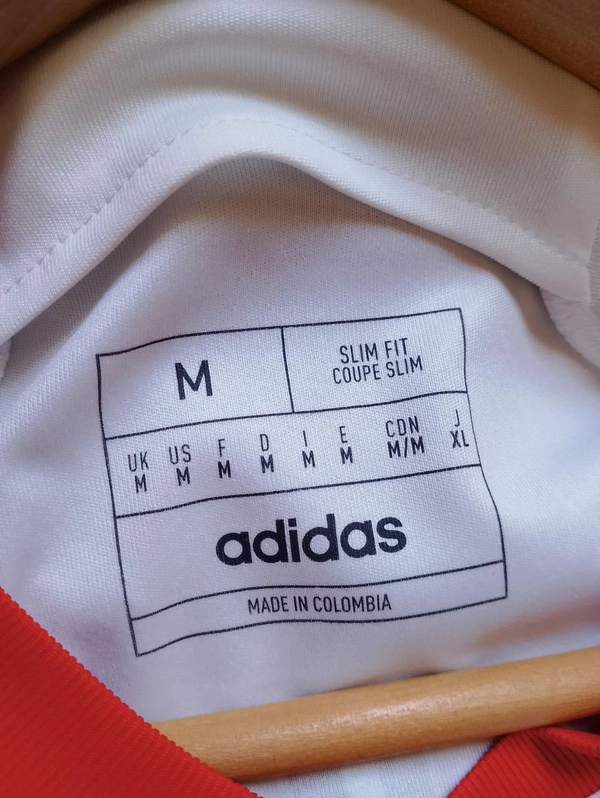 M
SLIM FIT
COUPE SLIM
UK US F D I E CDN J
M M M M M M M/M XL
adidas
MADE IN COLOMBIA